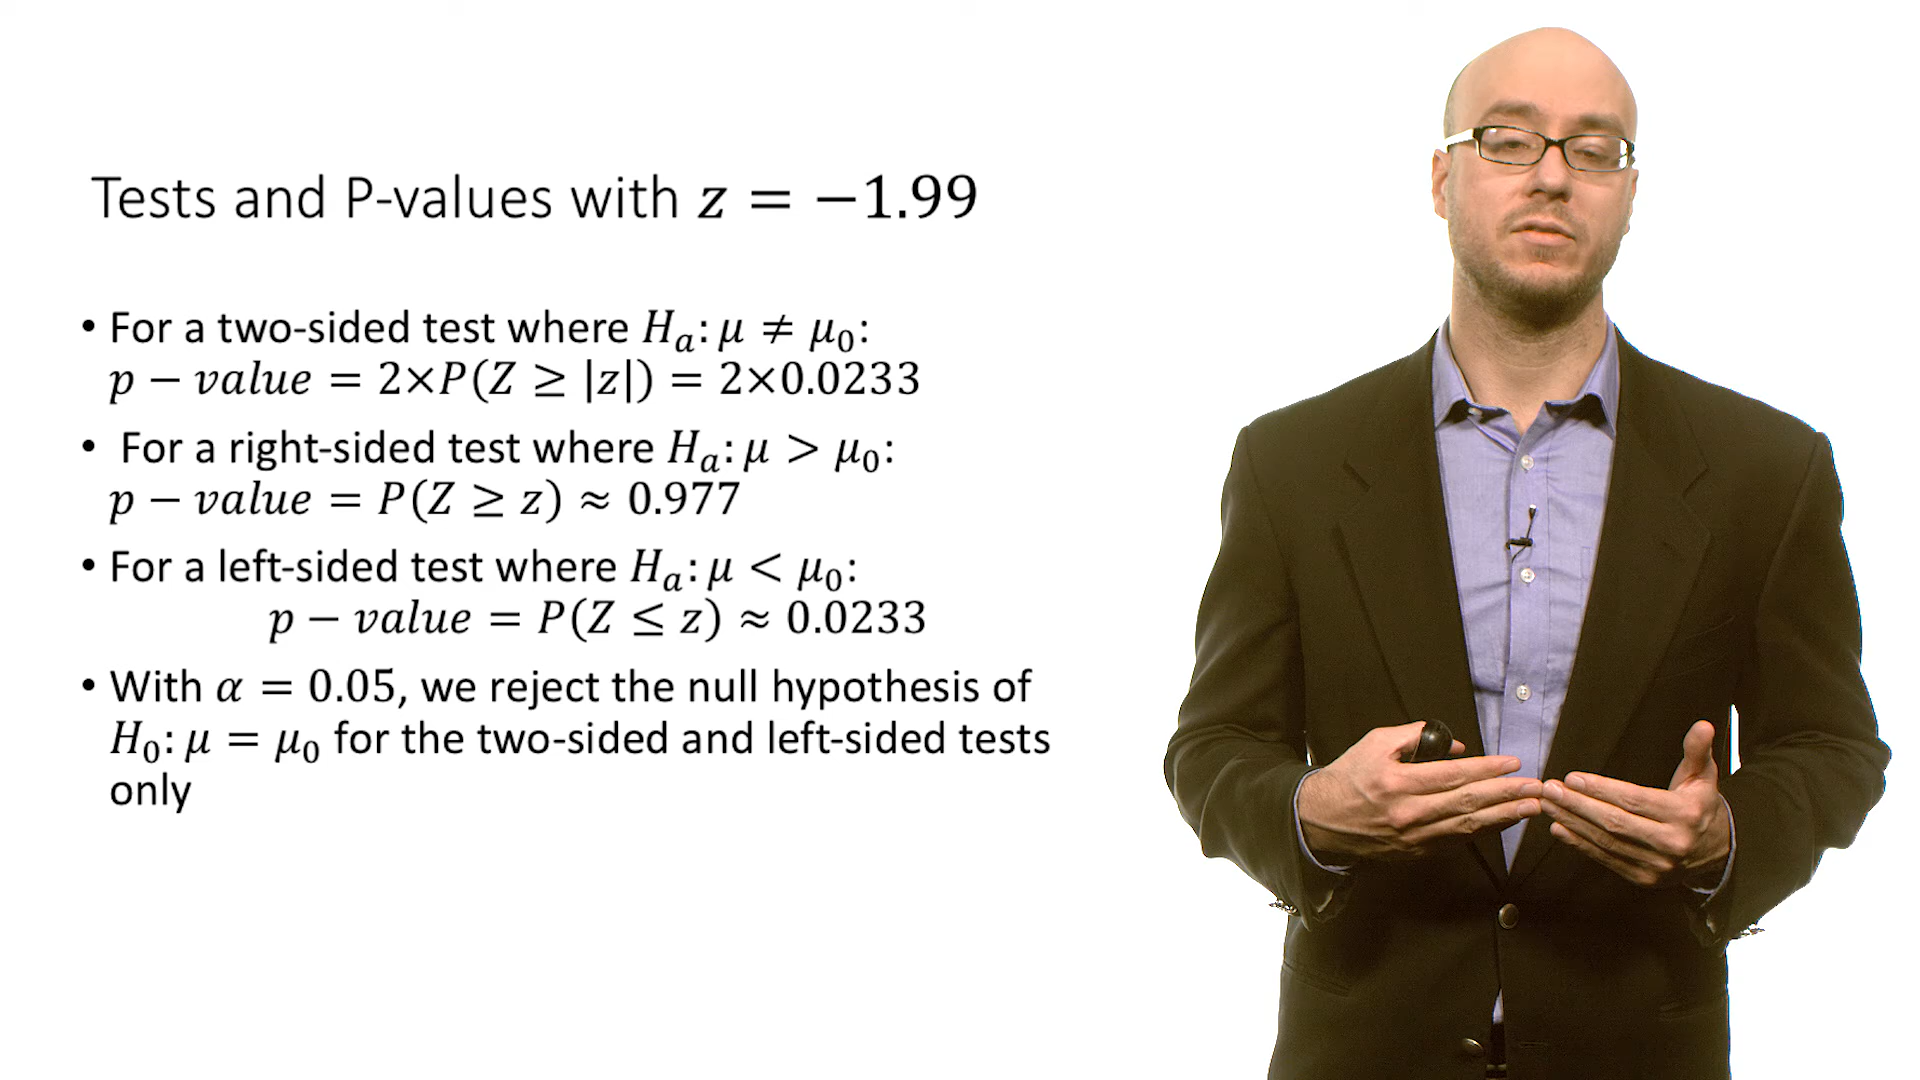 Tests and P-values with z = −1.99
• For a two-sided test where Hₐ: μ ≠ μ₀:
p − value = 2×P(Z ≥ |z|) = 2×0.0233
• For a right-sided test where Hₐ: μ > μ₀:
p − value = P(Z ≥ z) ≈ 0.977
• For a left-sided test where Hₐ: μ < μ₀:
p − value = P(Z ≤ z) ≈ 0.0233
• With α = 0.05, we reject the null hypothesis of
H₀: μ = μ₀ for the two-sided and left-sided tests
only